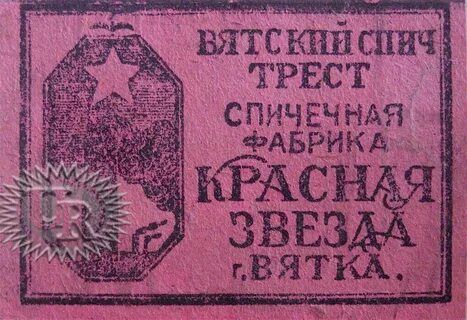 ВЯТСКИЙ СПИЧ
ТРЕСТ
СПИЧЕЧНАЯ
ФАБРИКА
КРАСНАЯ
ЗВЕЗДА
г. ВЯТКА.